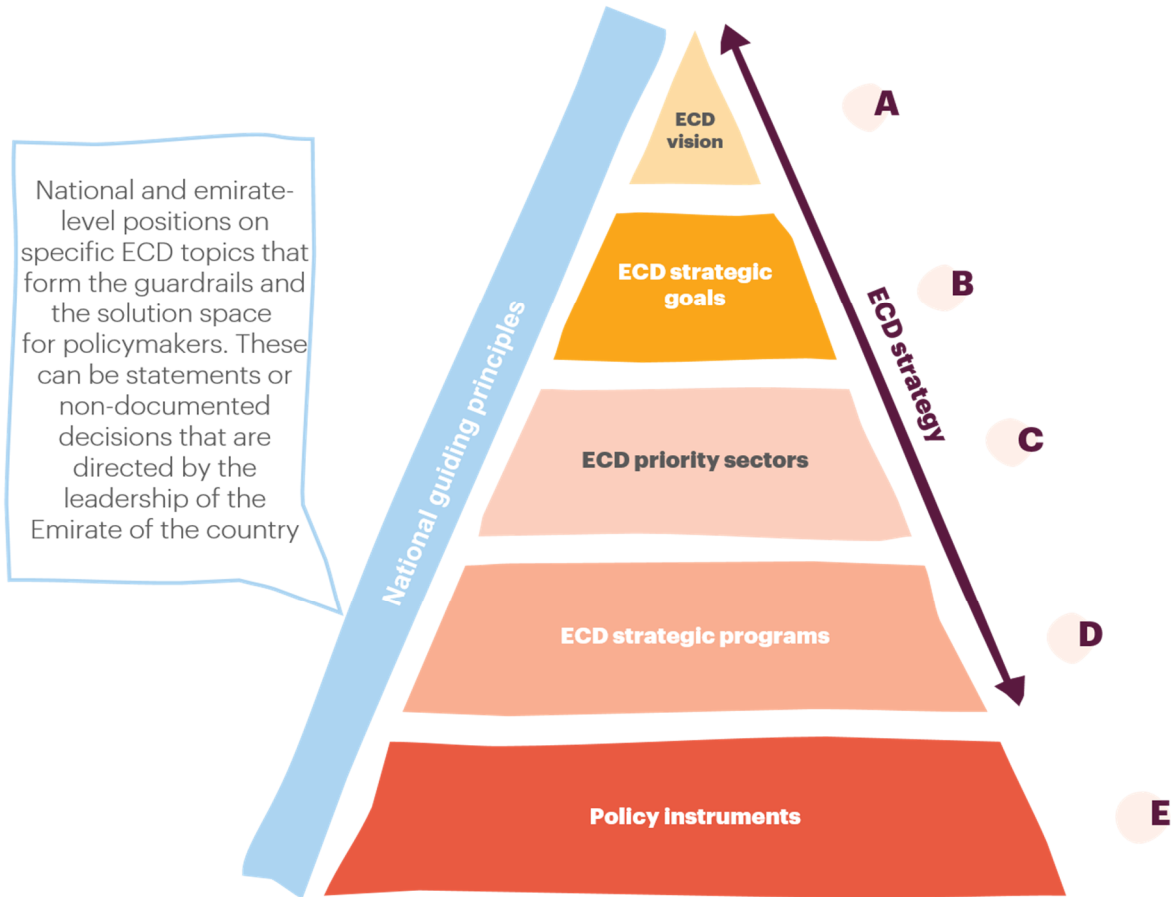 National and emirate-
level positions on
specific ECD topics that
form the guardrails and
the solution space
for policymakers. These
can be statements or
non-documented
decisions that are
directed by the
leadership of the
Emirate of the country
National guiding principles
ECD
vision
ECD strategic
goals
ECD priority sectors
ECD strategic programs
Policy instruments
ECD strategy
A
B
C
D
E